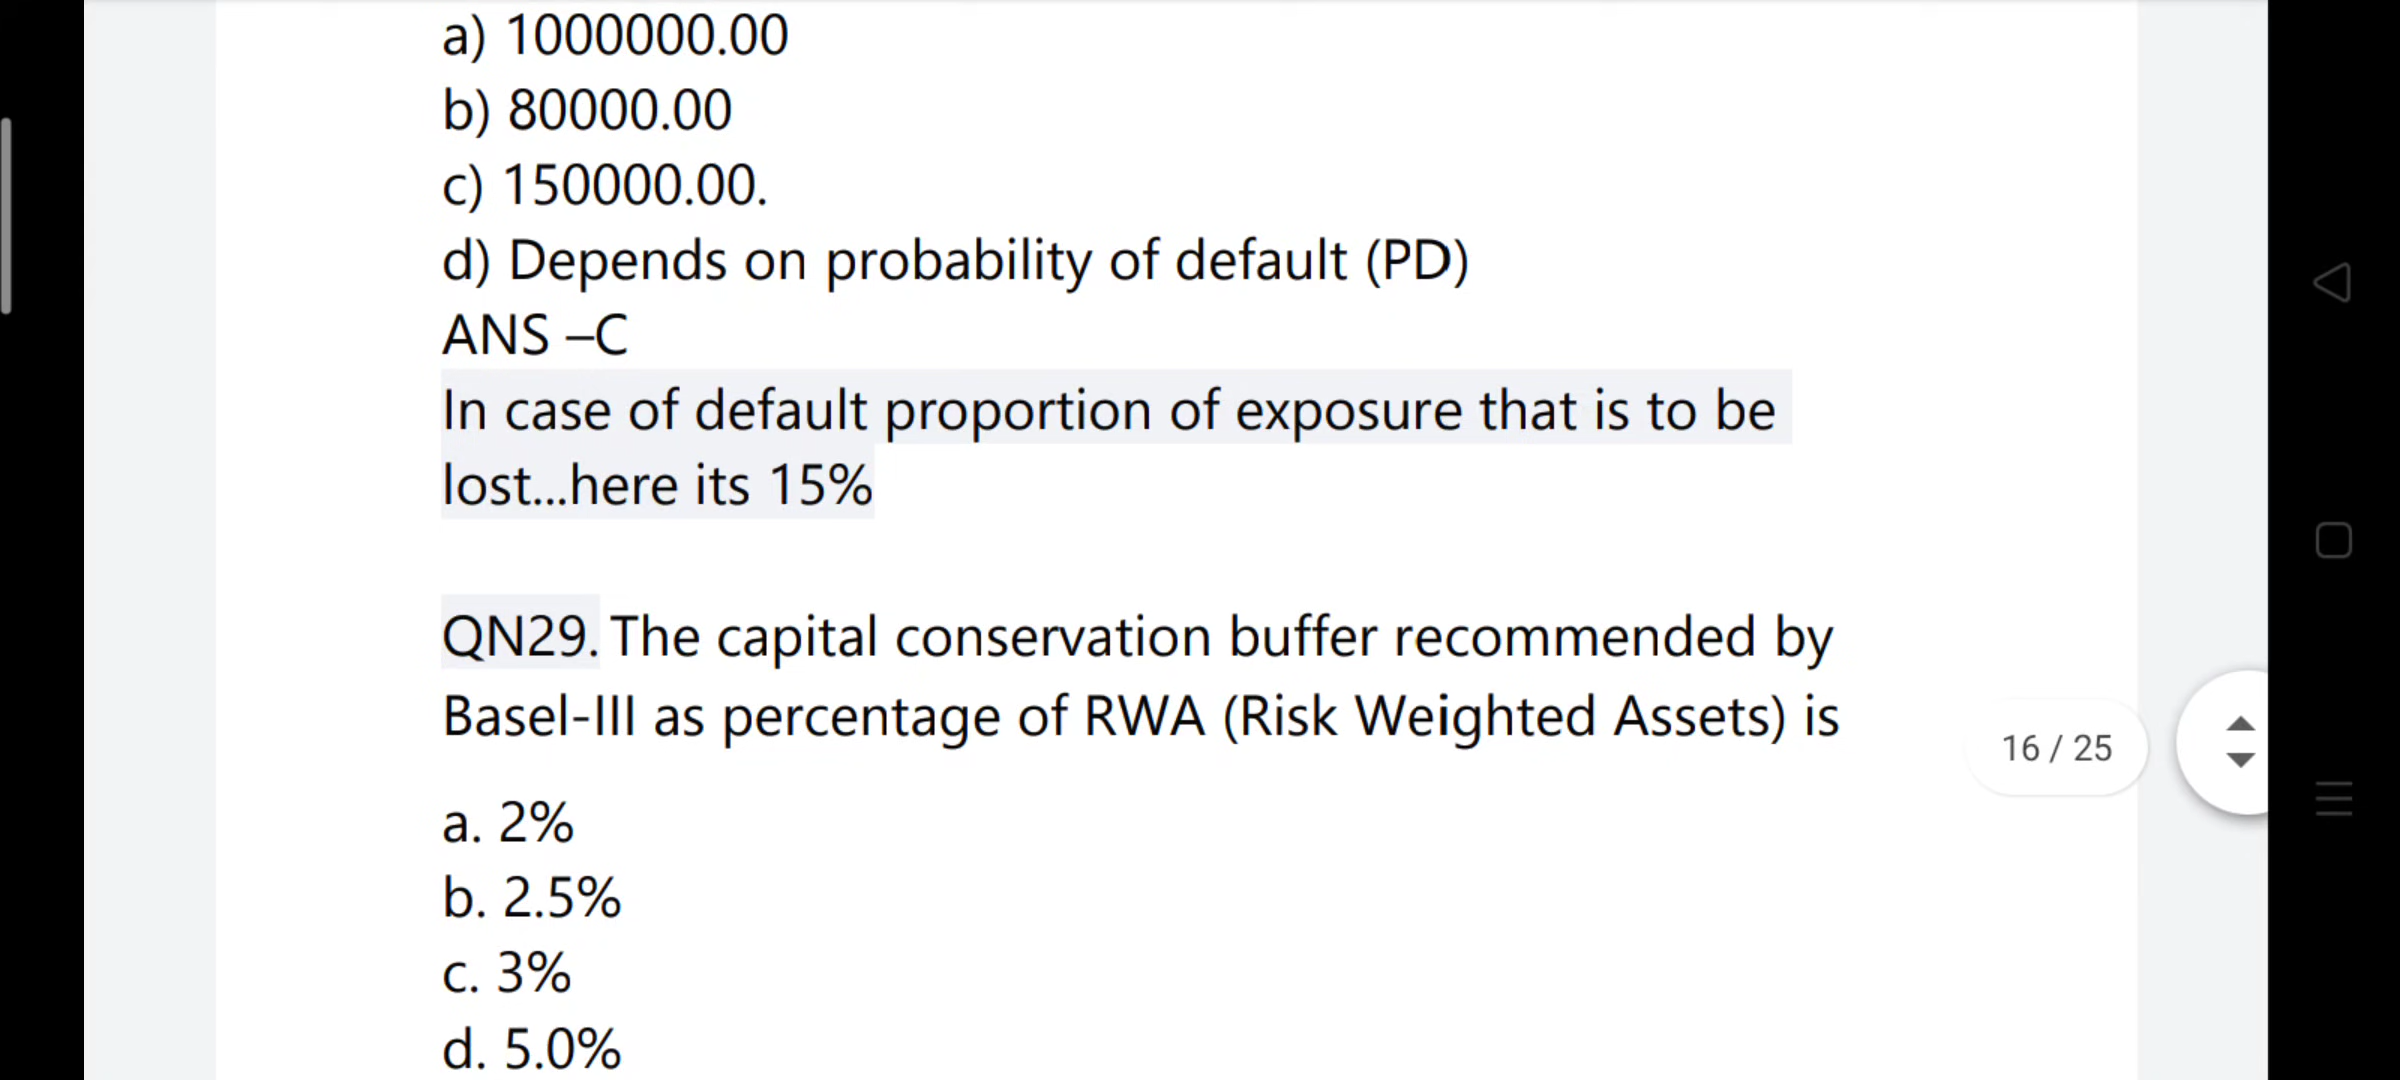 a) 1000000.00
b) 80000.00
c) 150000.00.
d) Depends on probability of default (PD)
ANS –C
In case of default proportion of exposure that is to be
lost...here its 15%
QN29. The capital conservation buffer recommended by
Basel-III as percentage of RWA (Risk Weighted Assets) is
16 / 25
a. 2%
b. 2.5%
c. 3%
d. 5.0%